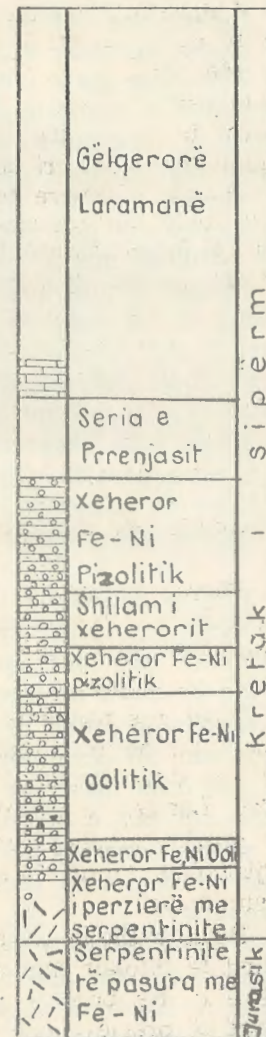 Gëlqerorë
Laramanë
Seria e
Prrenjasit
Xeheror
Fe-Ni
Pizolitik
Shllam i
xeherorit
Xeheror Fe-Ni
pizolitik
Xeheror Fe-Ni
oolitik
Xeheror Fe,Ni Ooli
Xeheror Fe-Ni
i perzierë me
serpentinite
Serpentinite
të pasura me
Fe-Ni
kretak i sipërm
Jurasik